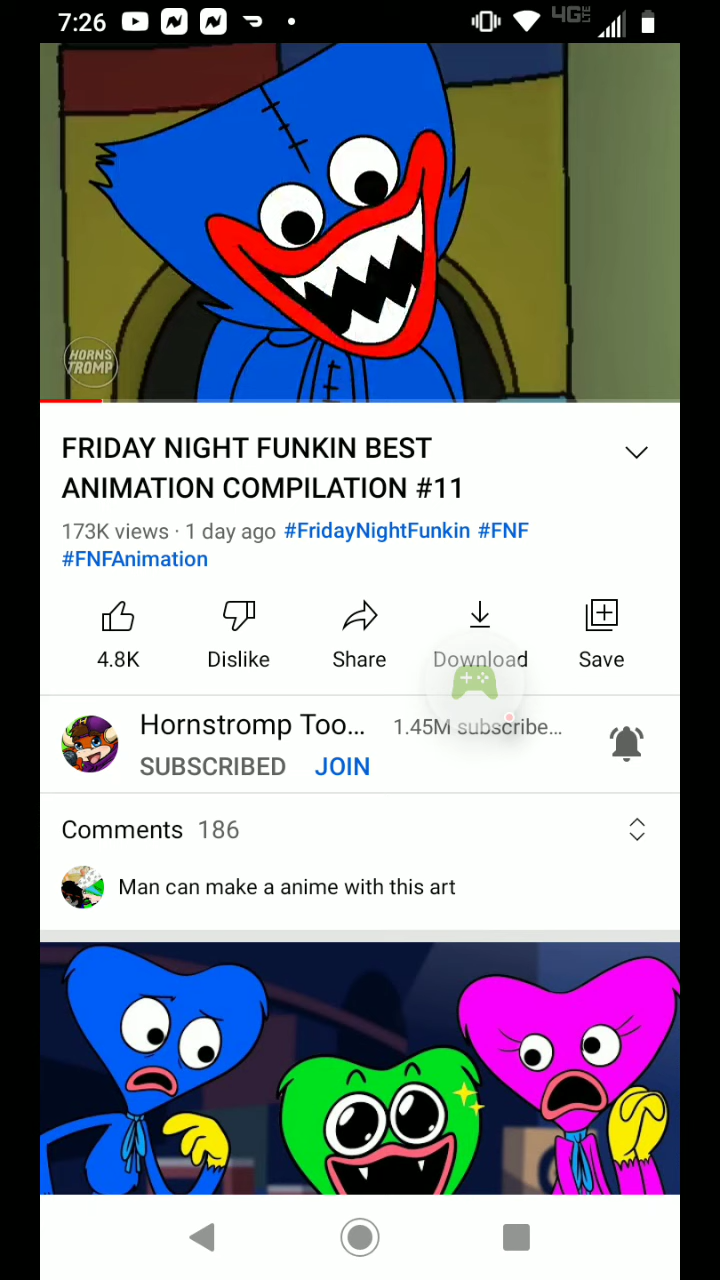 7:26
4GE LTE
HORNS
TROMP
FRIDAY NIGHT FUNKIN BEST
ANIMATION COMPILATION #11
173K views · 1 day ago #FridayNightFunkin #FNF
#FNFAnimation
4.8K Dislike Share Download Save
Hornstromp Too... 1.45M subscribe...
SUBSCRIBED JOIN
Comments 186
Man can make a anime with this art